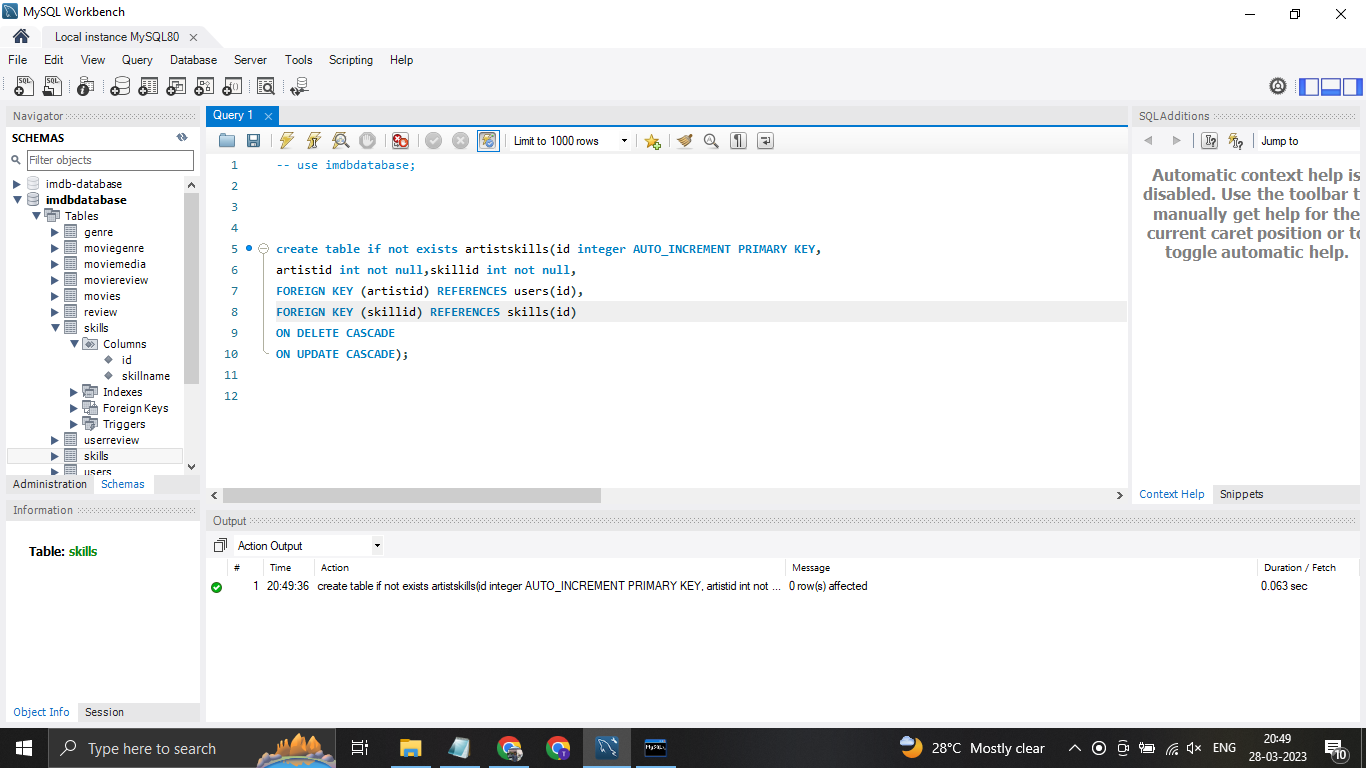 MySQL Workbench
Local instance MySQL80
File Edit View Query Database Server Tools Scripting Help
Navigator
SCHEMAS
Filter objects
imdb-database
imdbdatabase
Tables
genre
moviegenre
moviemedia
moviereview
movies
review
skills
Columns
id
skillname
Indexes
Foreign Keys
Triggers
userreview
skills
users
Administration Schemas
Information
Table: skills
Object Info Session
Query 1
Limit to 1000 rows
1 -- use imdbdatabase;
2
3
4
5 create table if not exists artistskills(id integer AUTO_INCREMENT PRIMARY KEY,
6 artistid int not null,skillid int not null,
7 FOREIGN KEY (artistid) REFERENCES users(id),
8 FOREIGN KEY (skillid) REFERENCES skills(id)
9 ON DELETE CASCADE
10 ON UPDATE CASCADE);
11
12
SQLAdditions
Jump to
Automatic context help is
disabled. Use the toolbar t
manually get help for the
current caret position or to
toggle automatic help.
Context Help Snippets
Output
Action Output
# Time Action Message Duration / Fetch
1 20:49:36 create table if not exists artistskills(id integer AUTO_INCREMENT PRIMARY KEY, artistid int not ... 0 row(s) affected 0.063 sec
Type here to search
28°C Mostly clear
ENG
20:49
28-03-2023
10